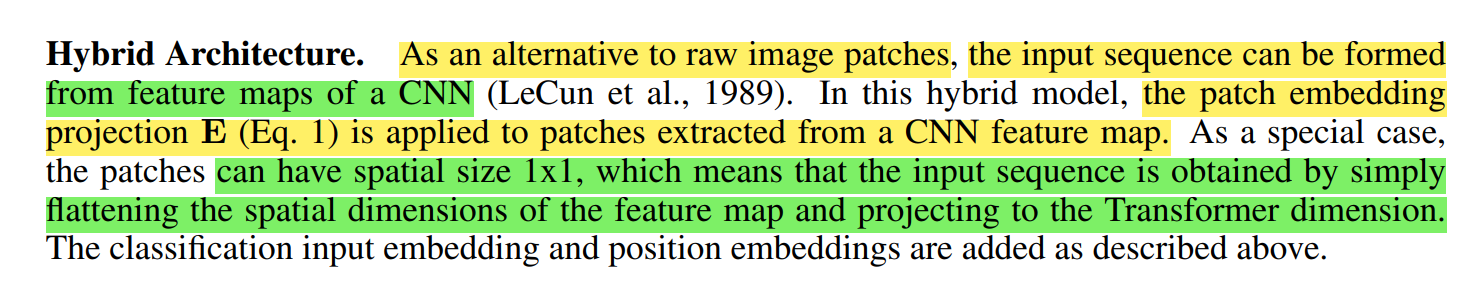 Hybrid Architecture. As an alternative to raw image patches, the input sequence can be formed
from feature maps of a CNN (LeCun et al., 1989). In this hybrid model, the patch embedding
projection E (Eq. 1) is applied to patches extracted from a CNN feature map. As a special case,
the patches can have spatial size 1x1, which means that the input sequence is obtained by simply
flattening the spatial dimensions of the feature map and projecting to the Transformer dimension.
The classification input embedding and position embeddings are added as described above.